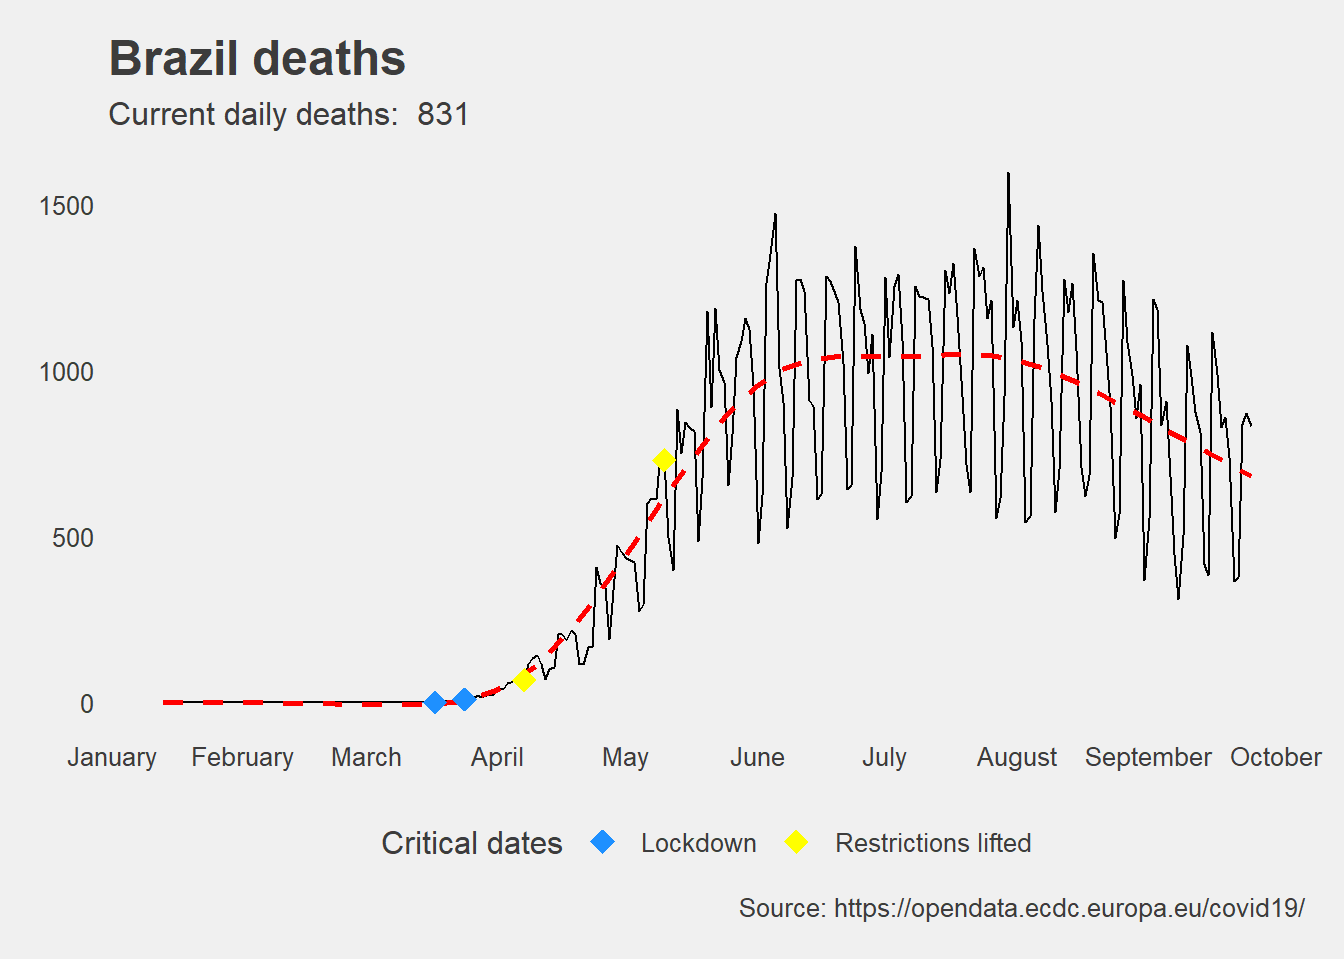 Brazil deaths
Current daily deaths:  831
1500
1000
500
0
January February March April May June July August September October
Critical dates Lockdown Restrictions lifted
Source: https://opendata.ecdc.europa.eu/covid19/